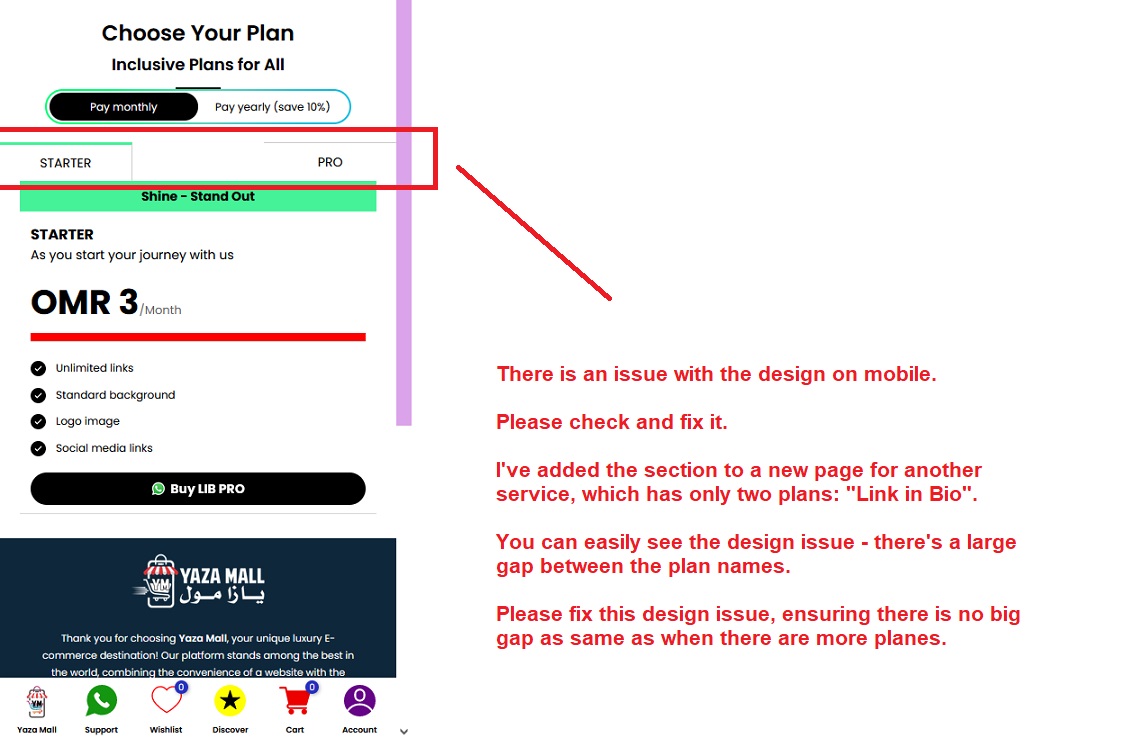 Choose Your Plan
Inclusive Plans for All
Pay monthly
Pay yearly (save 10%)
STARTER
PRO
Shine - Stand Out
STARTER
As you start your journey with us
OMR 3/Month
Unlimited links
Standard background
Logo image
Social media links
Buy LIB PRO
YM
YAZA MALL
يازا مول
Thank you for choosing Yaza Mall, your unique luxury E-
commerce destination! Our platform stands among the best in
the world, combining the convenience of a website with the
YM
0
0
Yaza Mall
Support
Wishlist
Discover
Cart
Account
There is an issue with the design on mobile.
Please check and fix it.
I've added the section to a new page for another
service, which has only two plans: "Link in Bio".
You can easily see the design issue - there's a large
gap between the plan names.
Please fix this design issue, ensuring there is no big
gap as same as when there are more planes.